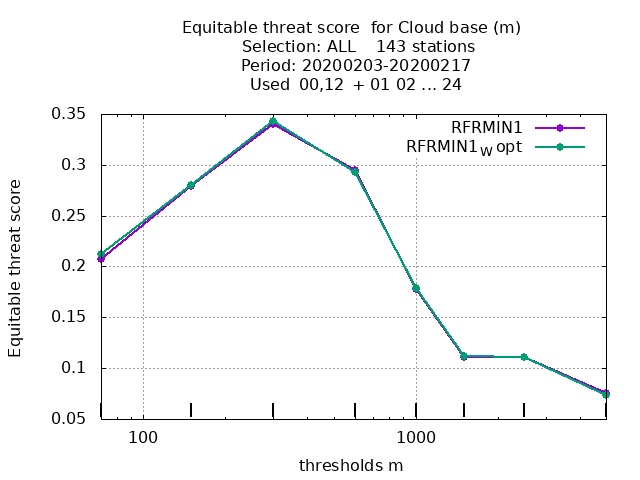 Equitable threat score  for Cloud base (m)
Selection: ALL    143 stations
Period: 20200203-20200217
Used  00,12  + 01 02 ... 24
RFRMIN1
RFRMIN1W opt
Equitable threat score
0.35
0.3
0.25
0.2
0.15
0.1
0.05
100
1000
thresholds m